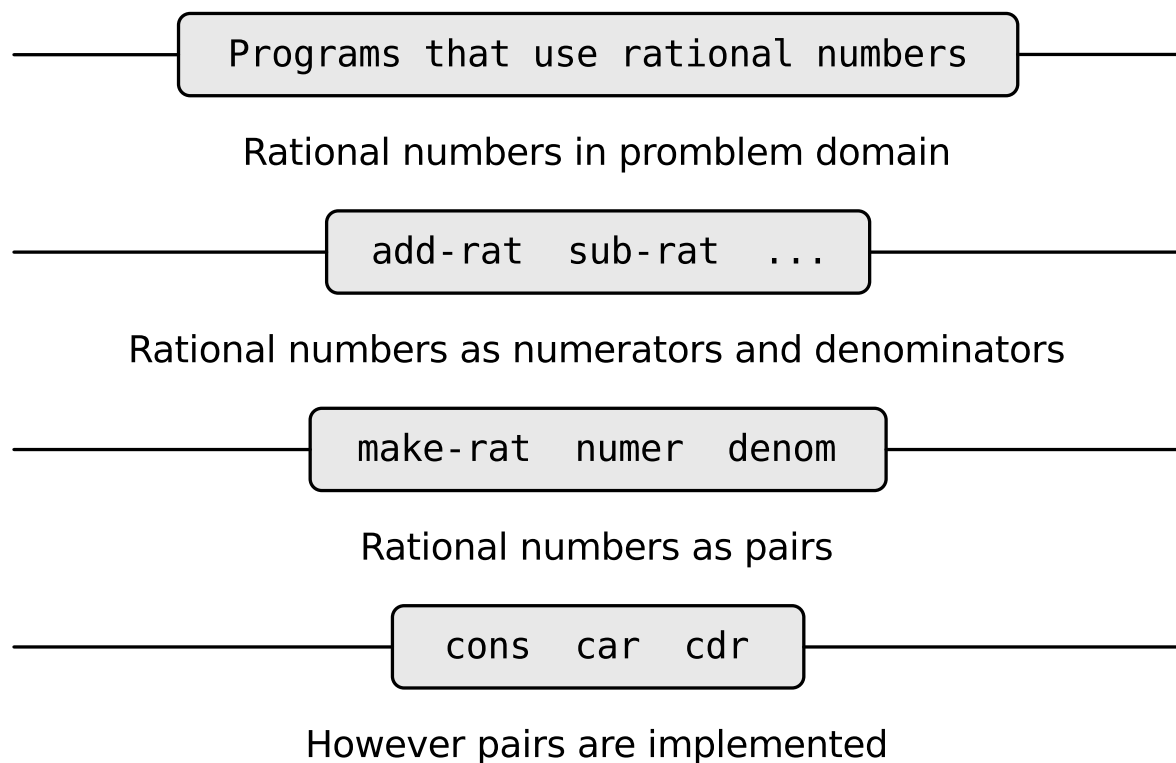 Programs that use rational numbers
Rational numbers in promblem domain
add-rat sub-rat ...
Rational numbers as numerators and denominators
make-rat numer denom
Rational numbers as pairs
cons car cdr
However pairs are implemented